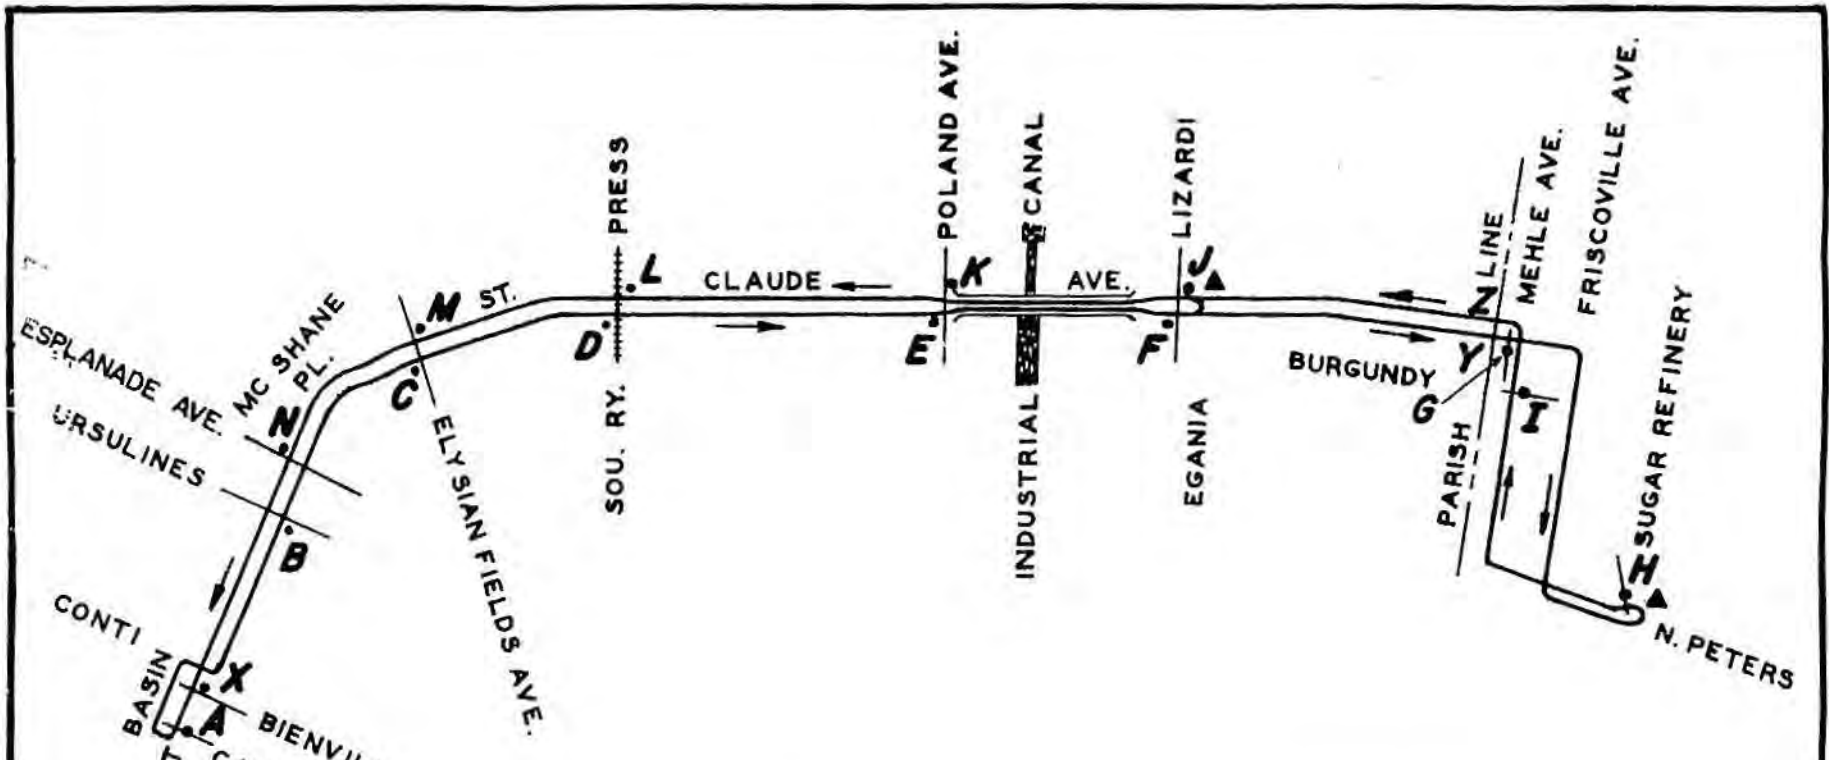 POLAND AVE.
CANAL
PRESS
LIZARDI
LINE
MEHLE AVE.
FRISCOVILLE AVE.
SUGAR REFINERY
L
CLAUDE
K
AVE.
J
Z
M
ST.
MC SHANE
PL.
ESPLANADE AVE.
URSULINES
N
C
D
E
F
Y
BURGUNDY
G
I
ELYSIAN FIELDS AVE.
SOU. RY.
INDUSTRIAL
EGANIA
PARISH
B
H
N. PETERS
CONTI
X
BASIN
A